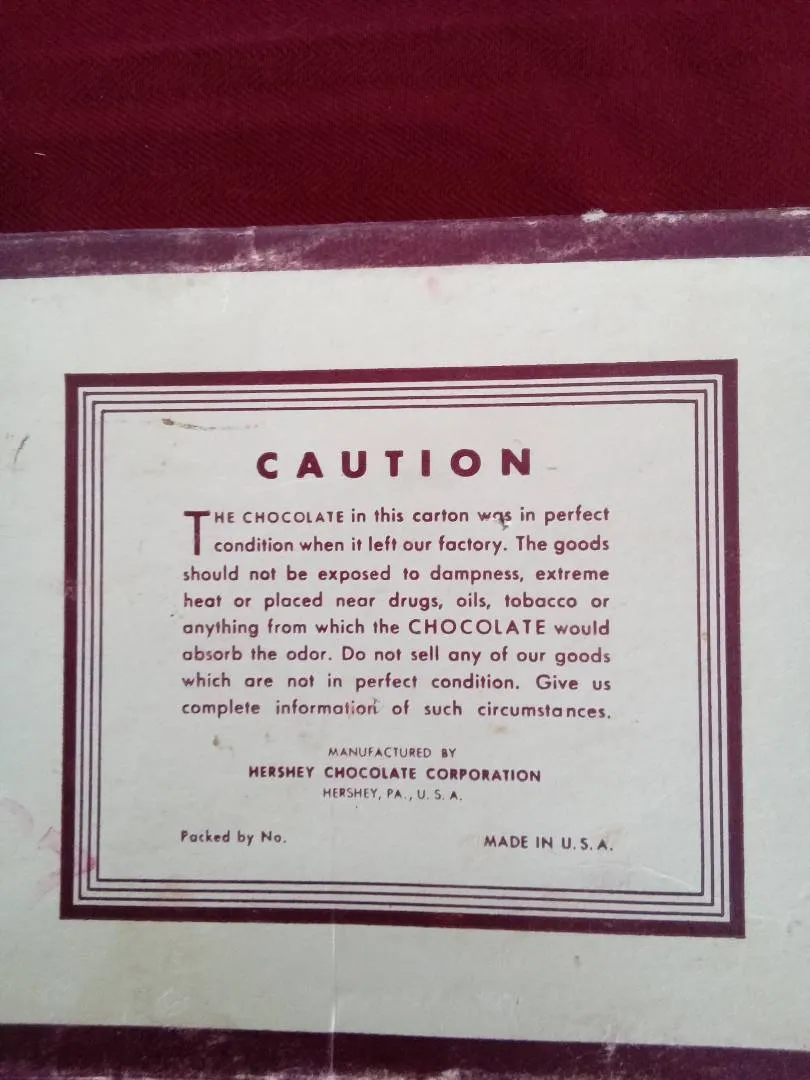 CAUTION
THE CHOCOLATE in this carton was in perfect
condition when it left our factory. The goods
should not be exposed to dampness, extreme
heat or placed near drugs, oils, tobacco or
anything from which the CHOCOLATE would
absorb the odor. Do not sell any of our goods
which are not in perfect condition. Give us
complete information of such circumstances.
MANUFACTURED BY
HERSHEY CHOCOLATE CORPORATION
HERSHEY, PA., U. S. A.
Packed by No.
MADE IN U. S. A.